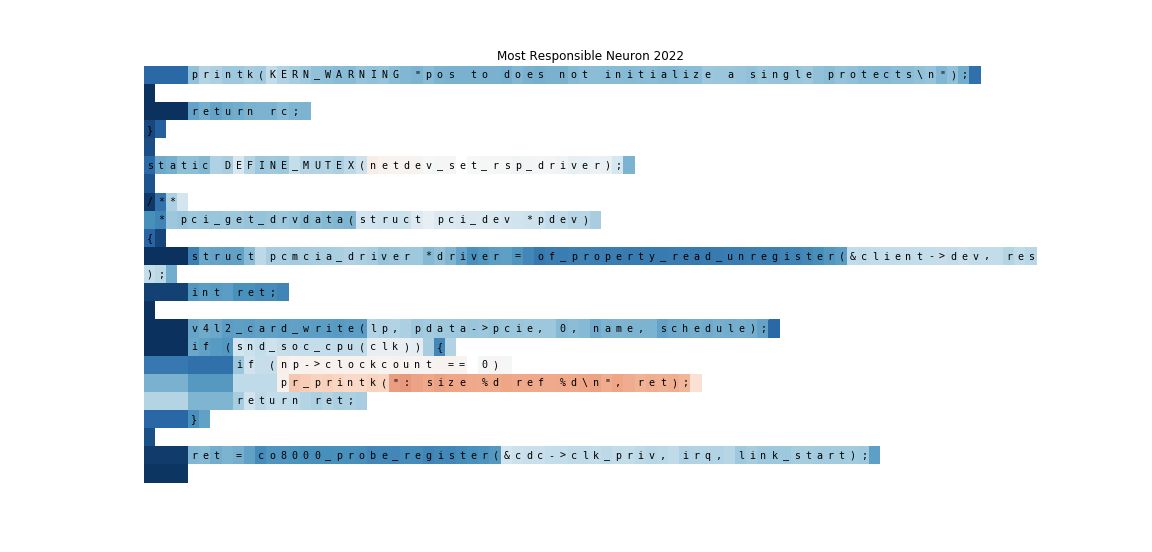 Most Responsible Neuron 2022
printk(KERN_WARNING "pos to does not initialize a single protects\n");
return rc;
}
static DEFINE_MUTEX(netdev_set_rsp_driver);
/**
* pci_get_drvdata(struct pci_dev *pdev)
{
struct pcmcia_driver *driver = of_property_read_unregister(&client->dev, res
);
int ret;
v4l2_card_write(lp, pdata->pcie, 0, name, schedule);
if (snd_soc_cpu(clk)) {
if (np->clockcount == 0)
pr_printk(": size %d ref %d\n", ret);
return ret;
}
ret = co8000_probe_register(&cdc->clk_priv, irq, link_start);